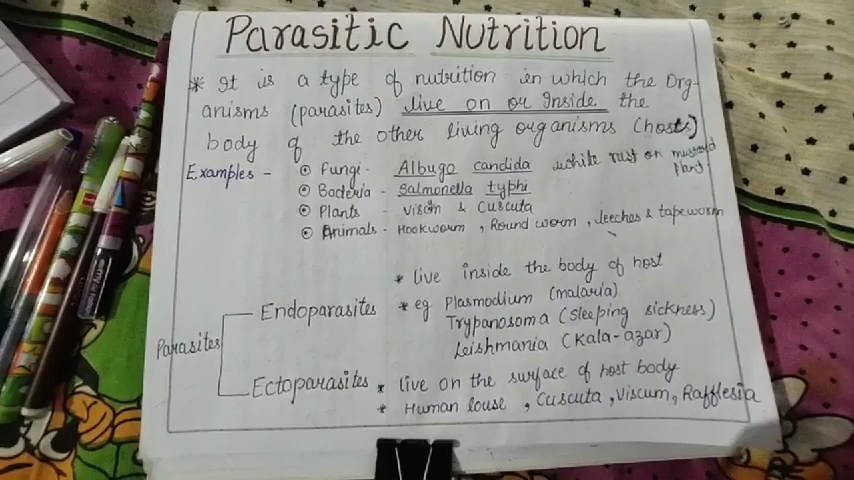 Parasitic Nutrition
* It is a type of nutrition in which the Org-
anisms (parasites) live on or Inside the
body of the other living organisms (hosts)
Examples - Fungi - Albugo candida white rust on mustard
plant
Bacteria - Salmonella typhi
Plants - viscum & Cuscuta
Animals - Hookworm, Round worm, leeches & tapeworm
* live inside the body of host
Endoparasites * eg Plasmodium (malaria)
Trypanosoma (Sleeping sickness)
Leishmania (Kala-azar)
Parasites
Ectoparasites * live on the surface of host body
* Human louse, Cuscuta, Viscum, Rafflesia